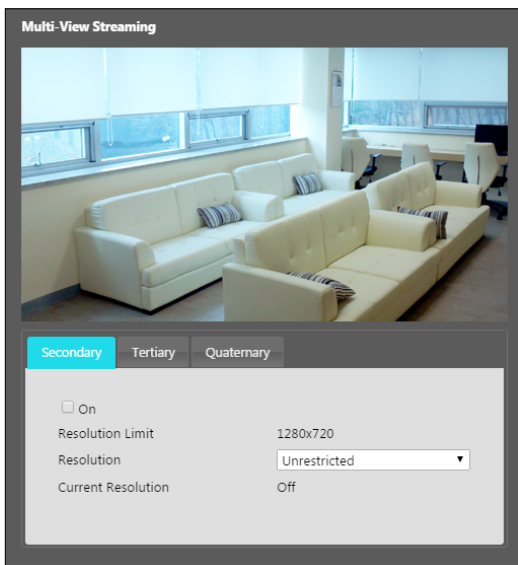 Multi-View Streaming
Secondary Tertiary Quaternary
On
Resolution Limit 1280x720
Resolution Unrestricted
Current Resolution Off